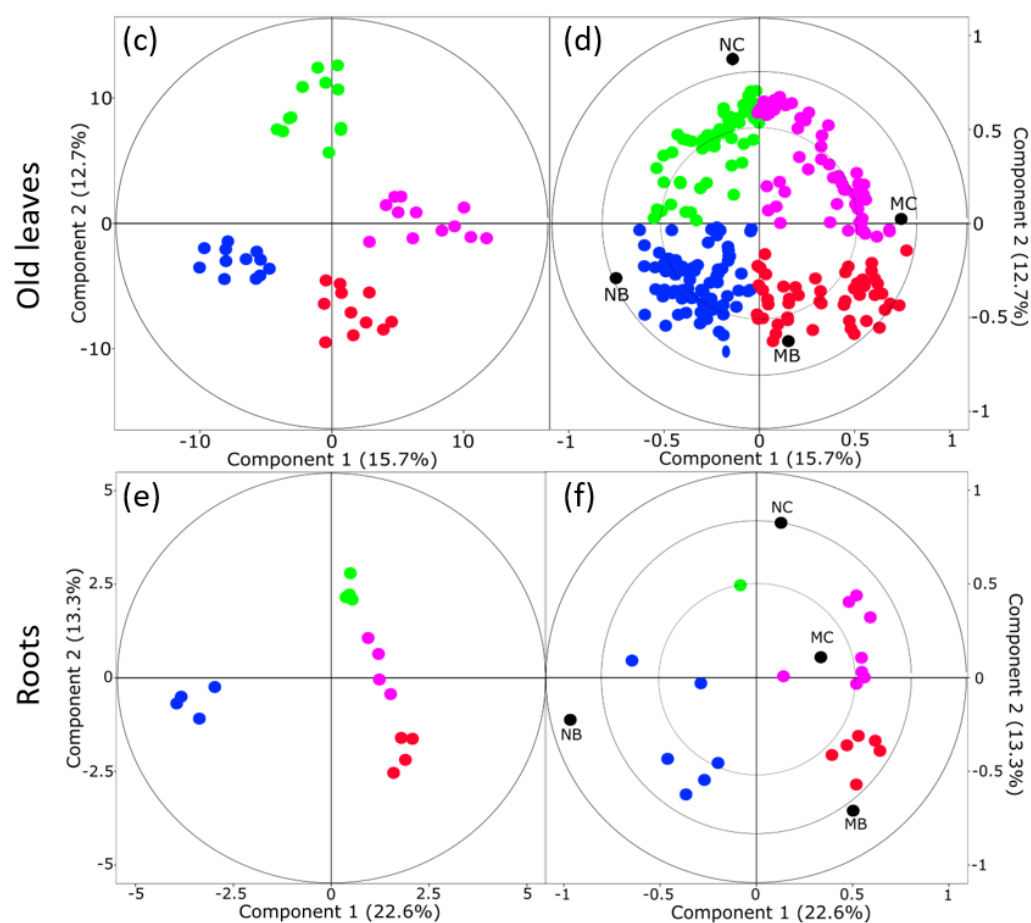 (c)
(d)
Old leaves
Component 2 (12.7%)
10
0
-10
-10
0
10
Component 1 (15.7%)
NC
MC
NB
MB
1
0.5
0
-0.5
-1
Component 2 (12.7%)
-1
-0.5
0
0.5
1
Component 1 (15.7%)
(e)
(f)
Roots
Component 2 (13.3%)
5
2.5
0
-2.5
-5
-5
-2.5
0
2.5
5
Component 1 (22.6%)
NC
MC
NB
MB
1
0.5
0
-0.5
-1
Component 2 (13.3%)
-1
-0.5
0
0.5
1
Component 1 (22.6%)